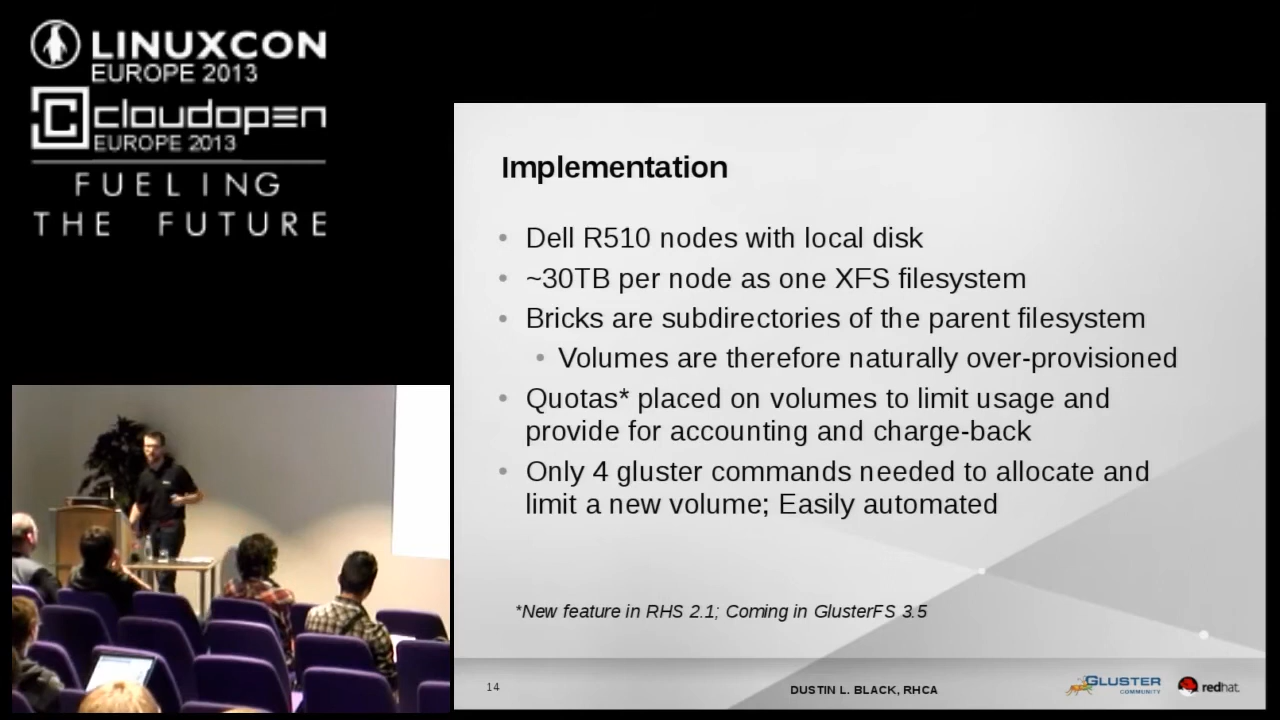 LINUXCON
EUROPE 2013
cloudopen
EUROPE 2013
FUELING
THE FUTURE
Implementation
• Dell R510 nodes with local disk
• ~30TB per node as one XFS filesystem
• Bricks are subdirectories of the parent filesystem
• Volumes are therefore naturally over-provisioned
• Quotas* placed on volumes to limit usage and
provide for accounting and charge-back
• Only 4 gluster commands needed to allocate and
limit a new volume; Easily automated
*New feature in RHS 2.1; Coming in GlusterFS 3.5
14
DUSTIN L. BLACK, RHCA
GLUSTER
COMMUNITY
redhat.